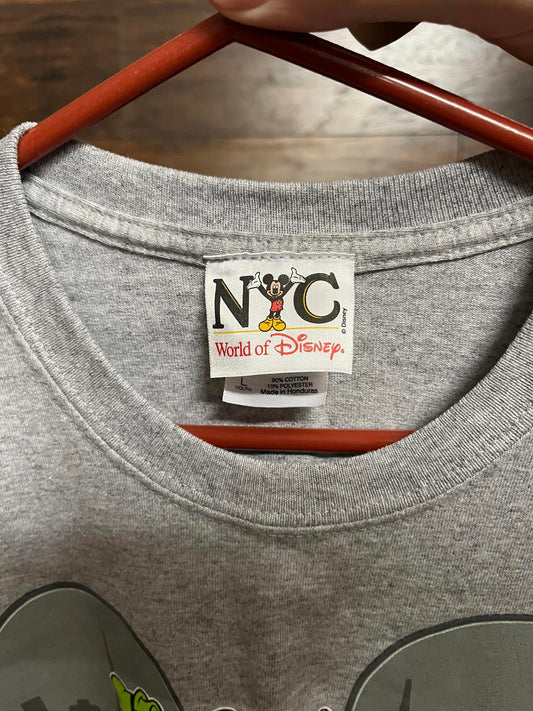 NYC
© Disney
World of Disney.
L
YOUTH
90% COTTON
10% POLYESTER
Made in Honduras